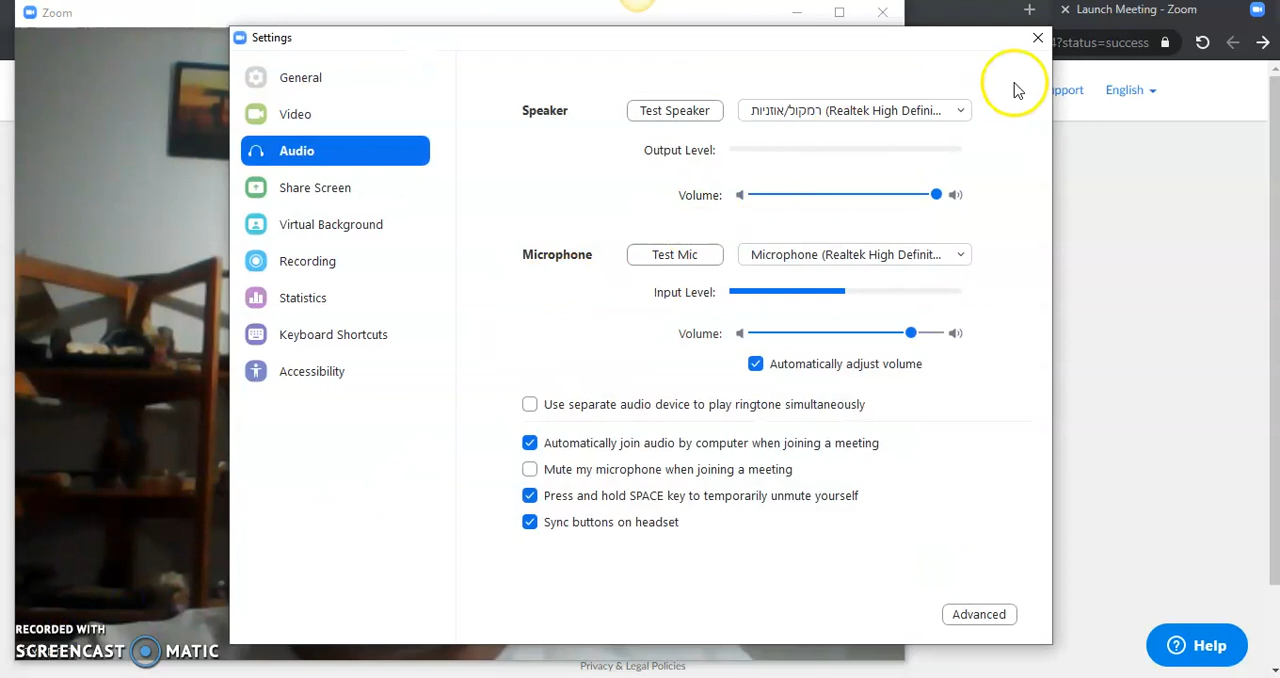 Zoom
Launch Meeting - Zoom
4?status=success
Settings
upport
English
General
Video
Audio
Share Screen
Virtual Background
Recording
Statistics
Keyboard Shortcuts
Accessibility
Speaker
Test Speaker
רמקול/אוזניות (Realtek High Defini...
Output Level:
Volume:
Microphone
Test Mic
Microphone (Realtek High Definit...
Input Level:
Volume:
Automatically adjust volume
Use separate audio device to play ringtone simultaneously
Automatically join audio by computer when joining a meeting
Mute my microphone when joining a meeting
Press and hold SPACE key to temporarily unmute yourself
Sync buttons on headset
Advanced
RECORDED WITH
SCREENCAST MATIC
Help
Privacy & Legal Policies